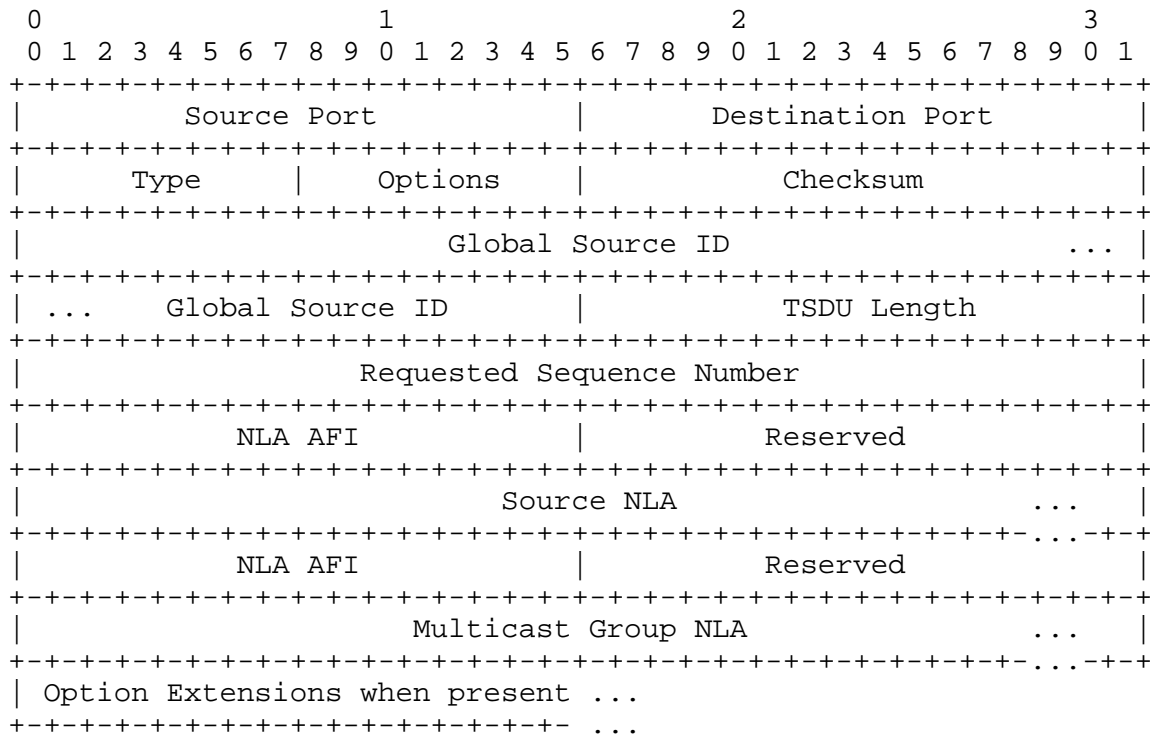 0                   1                   2                   3
 0 1 2 3 4 5 6 7 8 9 0 1 2 3 4 5 6 7 8 9 0 1 2 3 4 5 6 7 8 9 0 1
+-+-+-+-+-+-+-+-+-+-+-+-+-+-+-+-+-+-+-+-+-+-+-+-+-+-+-+-+-+-+-+-+
|         Source Port           |       Destination Port        |
+-+-+-+-+-+-+-+-+-+-+-+-+-+-+-+-+-+-+-+-+-+-+-+-+-+-+-+-+-+-+-+-+
|      Type     |    Options    |           Checksum            |
+-+-+-+-+-+-+-+-+-+-+-+-+-+-+-+-+-+-+-+-+-+-+-+-+-+-+-+-+-+-+-+-+
|                        Global Source ID                   ... |
+-+-+-+-+-+-+-+-+-+-+-+-+-+-+-+-+-+-+-+-+-+-+-+-+-+-+-+-+-+-+-+-+
| ...    Global Source ID       |           TSDU Length         |
+-+-+-+-+-+-+-+-+-+-+-+-+-+-+-+-+-+-+-+-+-+-+-+-+-+-+-+-+-+-+-+-+
|                   Requested Sequence Number                   |
+-+-+-+-+-+-+-+-+-+-+-+-+-+-+-+-+-+-+-+-+-+-+-+-+-+-+-+-+-+-+-+-+
|            NLA AFI            |          Reserved             |
+-+-+-+-+-+-+-+-+-+-+-+-+-+-+-+-+-+-+-+-+-+-+-+-+-+-+-+-+-+-+-+-+
|                           Source NLA                    ...   |
+-+-+-+-+-+-+-+-+-+-+-+-+-+-+-+-+-+-+-+-+-+-+-+-+-+-+-+-+-...-+-+
|            NLA AFI            |          Reserved             |
+-+-+-+-+-+-+-+-+-+-+-+-+-+-+-+-+-+-+-+-+-+-+-+-+-+-+-+-+-+-+-+-+
|                      Multicast Group NLA                ...   |
+-+-+-+-+-+-+-+-+-+-+-+-+-+-+-+-+-+-+-+-+-+-+-+-+-+-+-+-+-...-+-+
| Option Extensions when present ...
+-+-+-+-+-+-+-+-+-+-+-+-+-+-+-+- ...